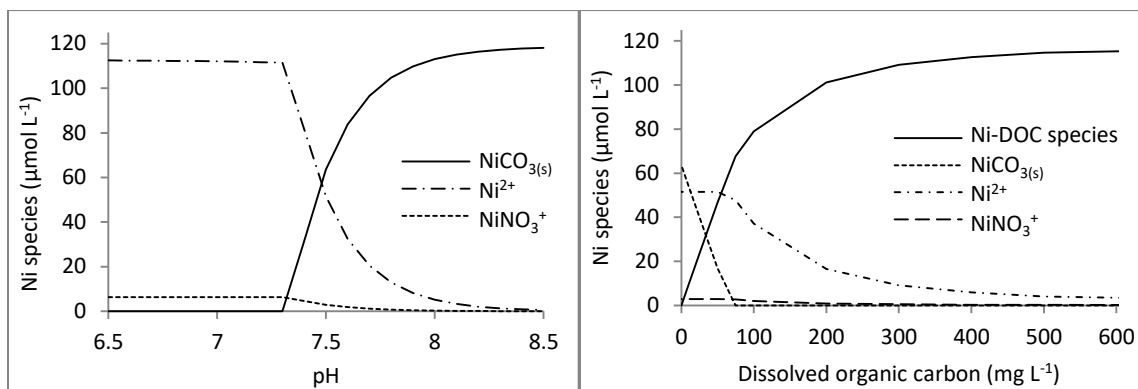 Ni species (µmol L⁻¹)
120
100
80
60
40
20
0
6.5 7 7.5 8 8.5
pH
NiCO₃₍ₛ₎
Ni²⁺
NiNO₃⁺
Ni species (µmol L⁻¹)
120
100
80
60
40
20
0
0 100 200 300 400 500 600
Dissolved organic carbon (mg L⁻¹)
Ni-DOC species
NiCO₃₍ₛ₎
Ni²⁺
NiNO₃⁺